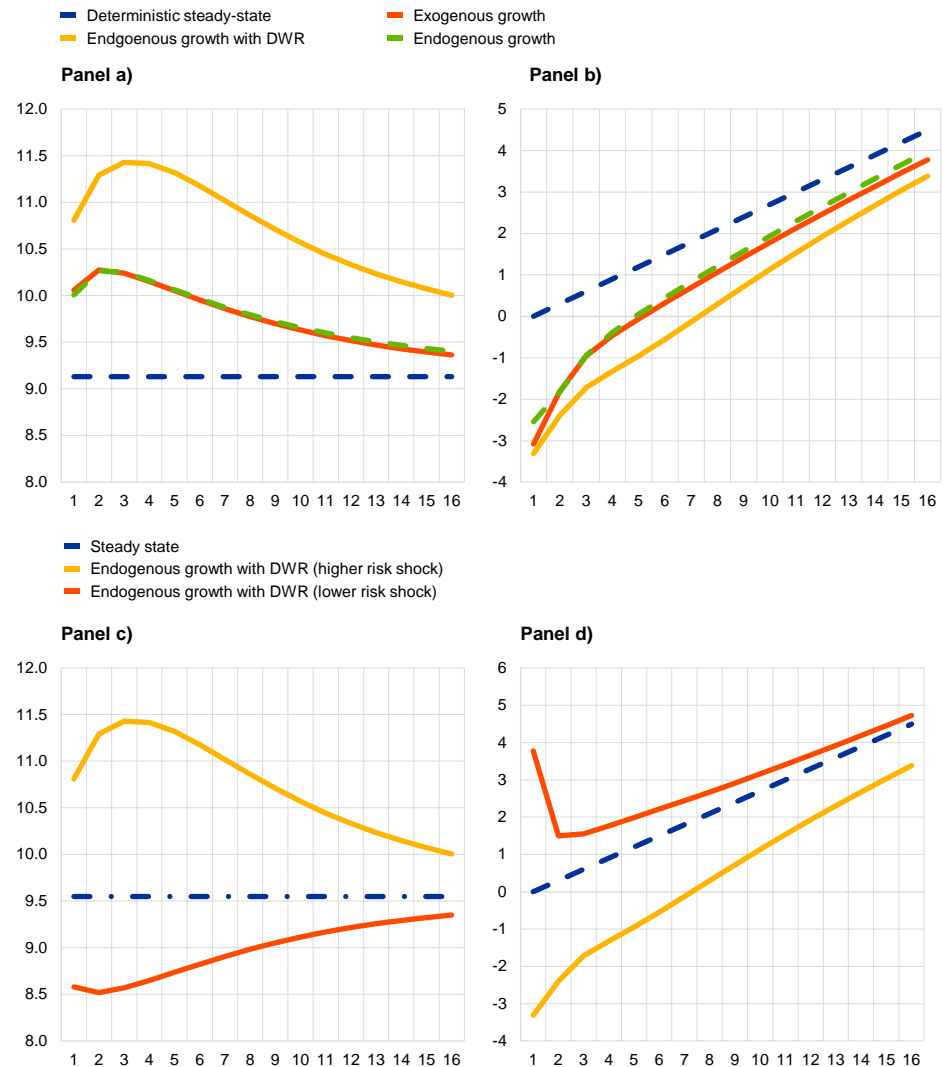 Deterministic steady-state
Exogenous growth
Endgoenous growth with DWR
Endogenous growth
Panel a)
Panel b)
12.0
11.5
11.0
10.5
10.0
9.5
9.0
8.5
8.0
1 2 3 4 5 6 7 8 9 10 11 12 13 14 15 16
5
4
3
2
1
0
-1
-2
-3
-4
1 2 3 4 5 6 7 8 9 10 11 12 13 14 15 16
Steady state
Endogenous growth with DWR (higher risk shock)
Endogenous growth with DWR (lower risk shock)
Panel c)
Panel d)
12.0
11.5
11.0
10.5
10.0
9.5
9.0
8.5
8.0
1 2 3 4 5 6 7 8 9 10 11 12 13 14 15 16
6
5
4
3
2
1
0
-1
-2
-3
-4
1 2 3 4 5 6 7 8 9 10 11 12 13 14 15 16